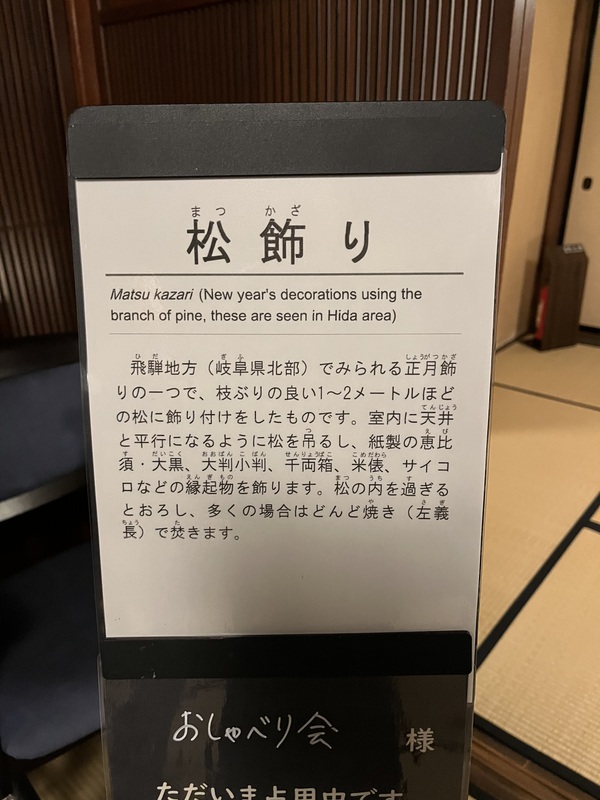 松飾り
Matsu kazari (New year's decorations using the
branch of pine, these are seen in Hida area)
飛騨地方（岐阜県北部）でみられる正月飾
りの一つで、枝ぶりの良い1～2メートルほど
の松に飾り付けをしたものです。室内に天井
と平行になるように松を吊るし、紙製の恵比
須・大黒、大判小判、千両箱、米俵、サイコ
ロなどの縁起物を飾ります。松の内を過ぎる
とおろし、多くの場合はどんど焼き（左義
長）で焚きます。
おしゃべり会 様
ただいま占用中です